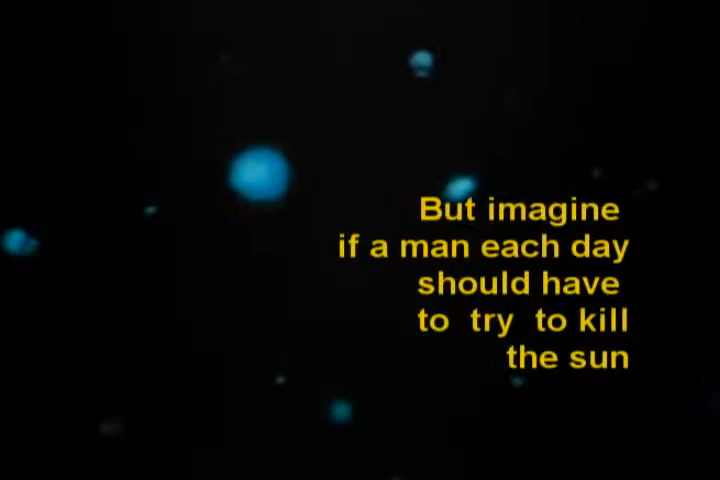 But imagine
if a man each day
should have
to try to kill
the sun